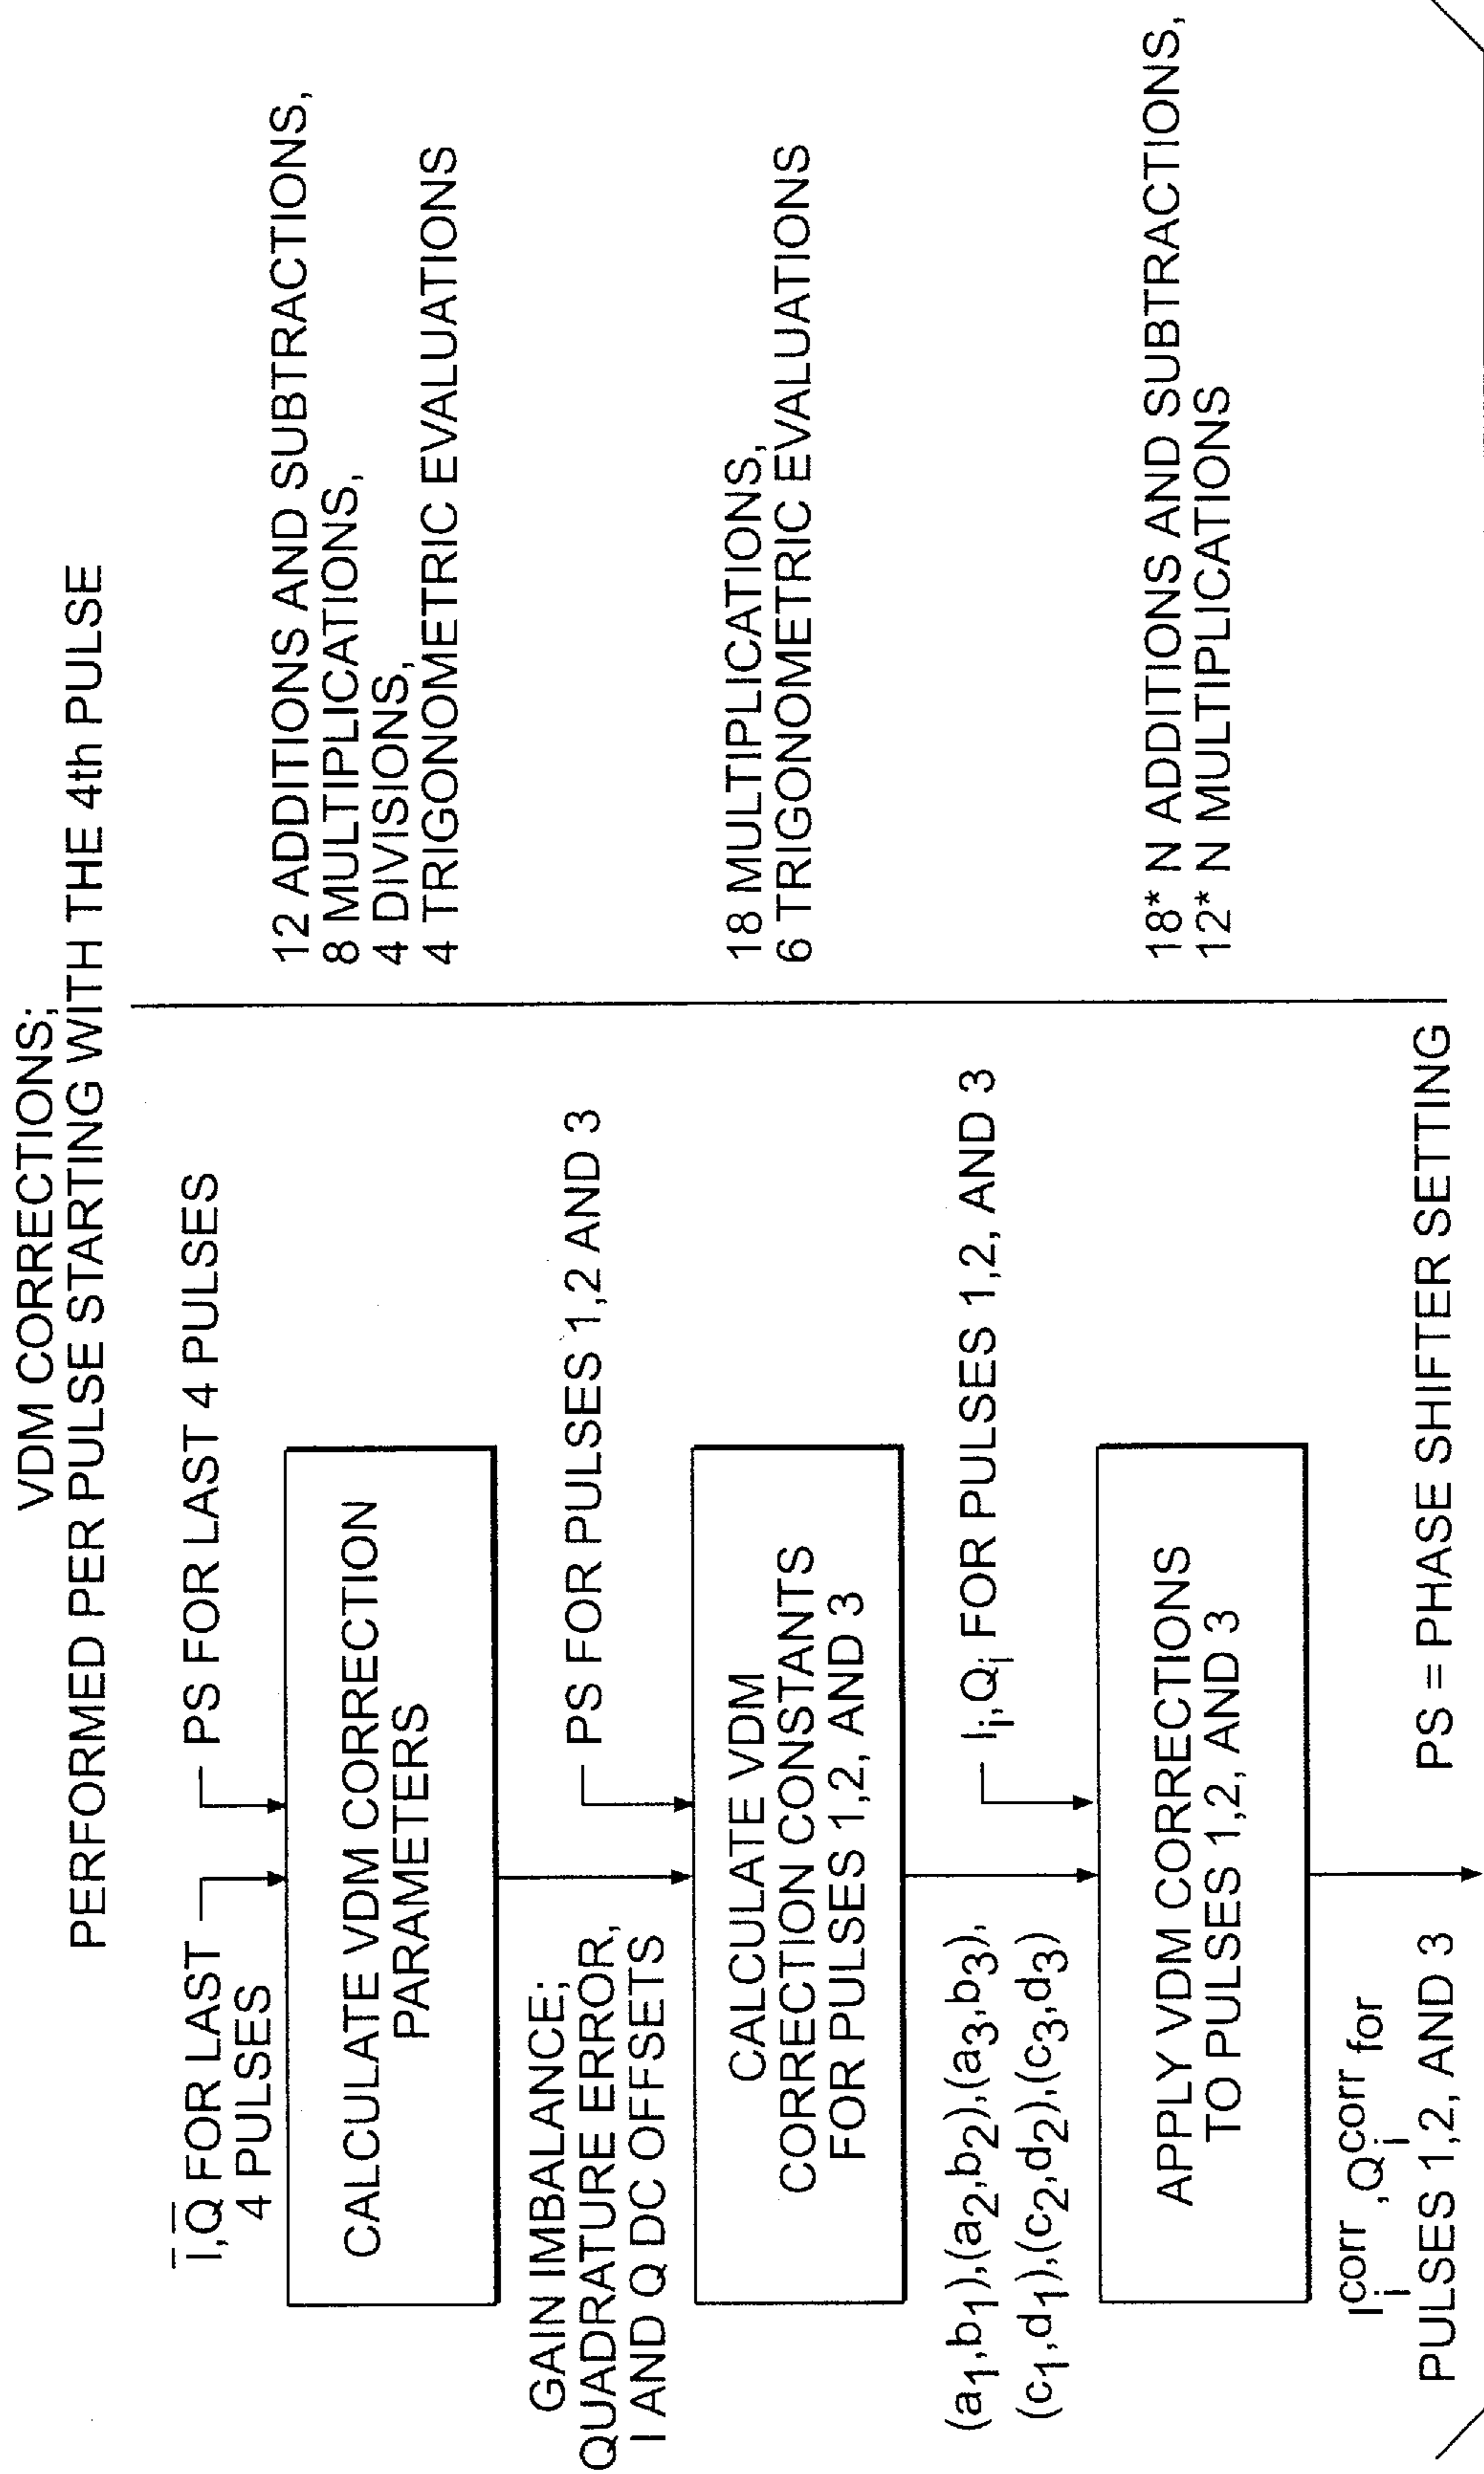 VDM CORRECTIONS;
PERFORMED PER PULSE STARTING WITH THE 4th PULSE
I̅,Q̅ FOR LAST
4 PULSES
PS FOR LAST 4 PULSES
CALCULATE VDM CORRECTION
PARAMETERS
12 ADDITIONS AND SUBTRACTIONS,
8 MULTIPLICATIONS,
4 DIVISIONS,
4 TRIGONOMETRIC EVALUATIONS
GAIN IMBALANCE;
QUADRATURE ERROR,
I AND Q DC OFFSETS
PS FOR PULSES 1,2 AND 3
CALCULATE VDM
CORRECTION CONSTANTS
FOR PULSES 1,2, AND 3
18 MULTIPLICATIONS,
6 TRIGONOMETRIC EVALUATIONS
(a₁,b₁),(a₂,b₂),(a₃,b₃),
(c₁,d₁),(c₂,d₂),(c₃,d₃)
Iᵢ,Qᵢ FOR PULSES 1,2, AND 3
APPLY VDM CORRECTIONS
TO PULSES 1,2, AND 3
18* N ADDITIONS AND SUBTRACTIONS,
12* N MULTIPLICATIONS
Iᵢcorr ,Qᵢcorr for
PULSES 1,2, AND 3
PS = PHASE SHIFTER SETTING